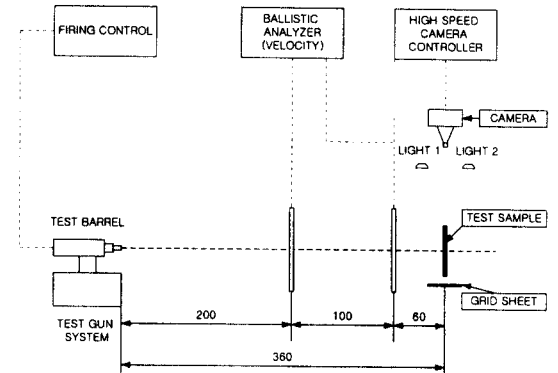 FIRING CONTROL
BALLISTIC
ANALYZER
(VELOCITY)
HIGH SPEED
CAMERA
CONTROLLER
CAMERA
LIGHT 1
LIGHT 2
TEST BARREL
TEST SAMPLE
GRID SHEET
TEST GUN
SYSTEM
200
100
60
360